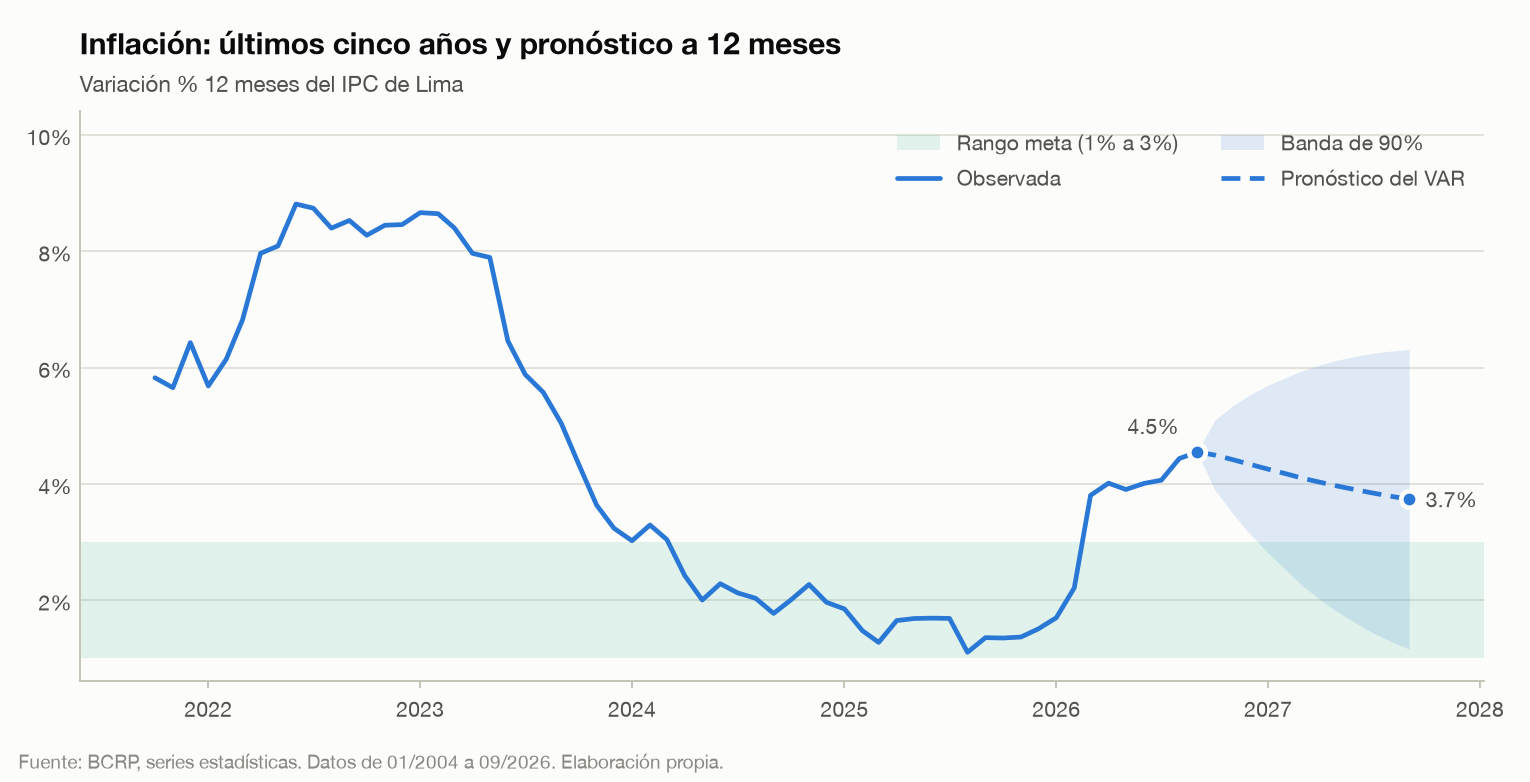 Inflación: últimos cinco años y pronóstico a 12 meses
Variación % 12 meses del IPC de Lima
10%
Rango meta (1% a 3%)
Banda de 90%
Observada
Pronóstico del VAR
8%
6%
4.5%
4%
3.7%
2%
2022
2023
2024
2025
2026
2027
2028
Fuente: BCRP, series estadísticas. Datos de 01/2004 a 09/2026. Elaboración propia.